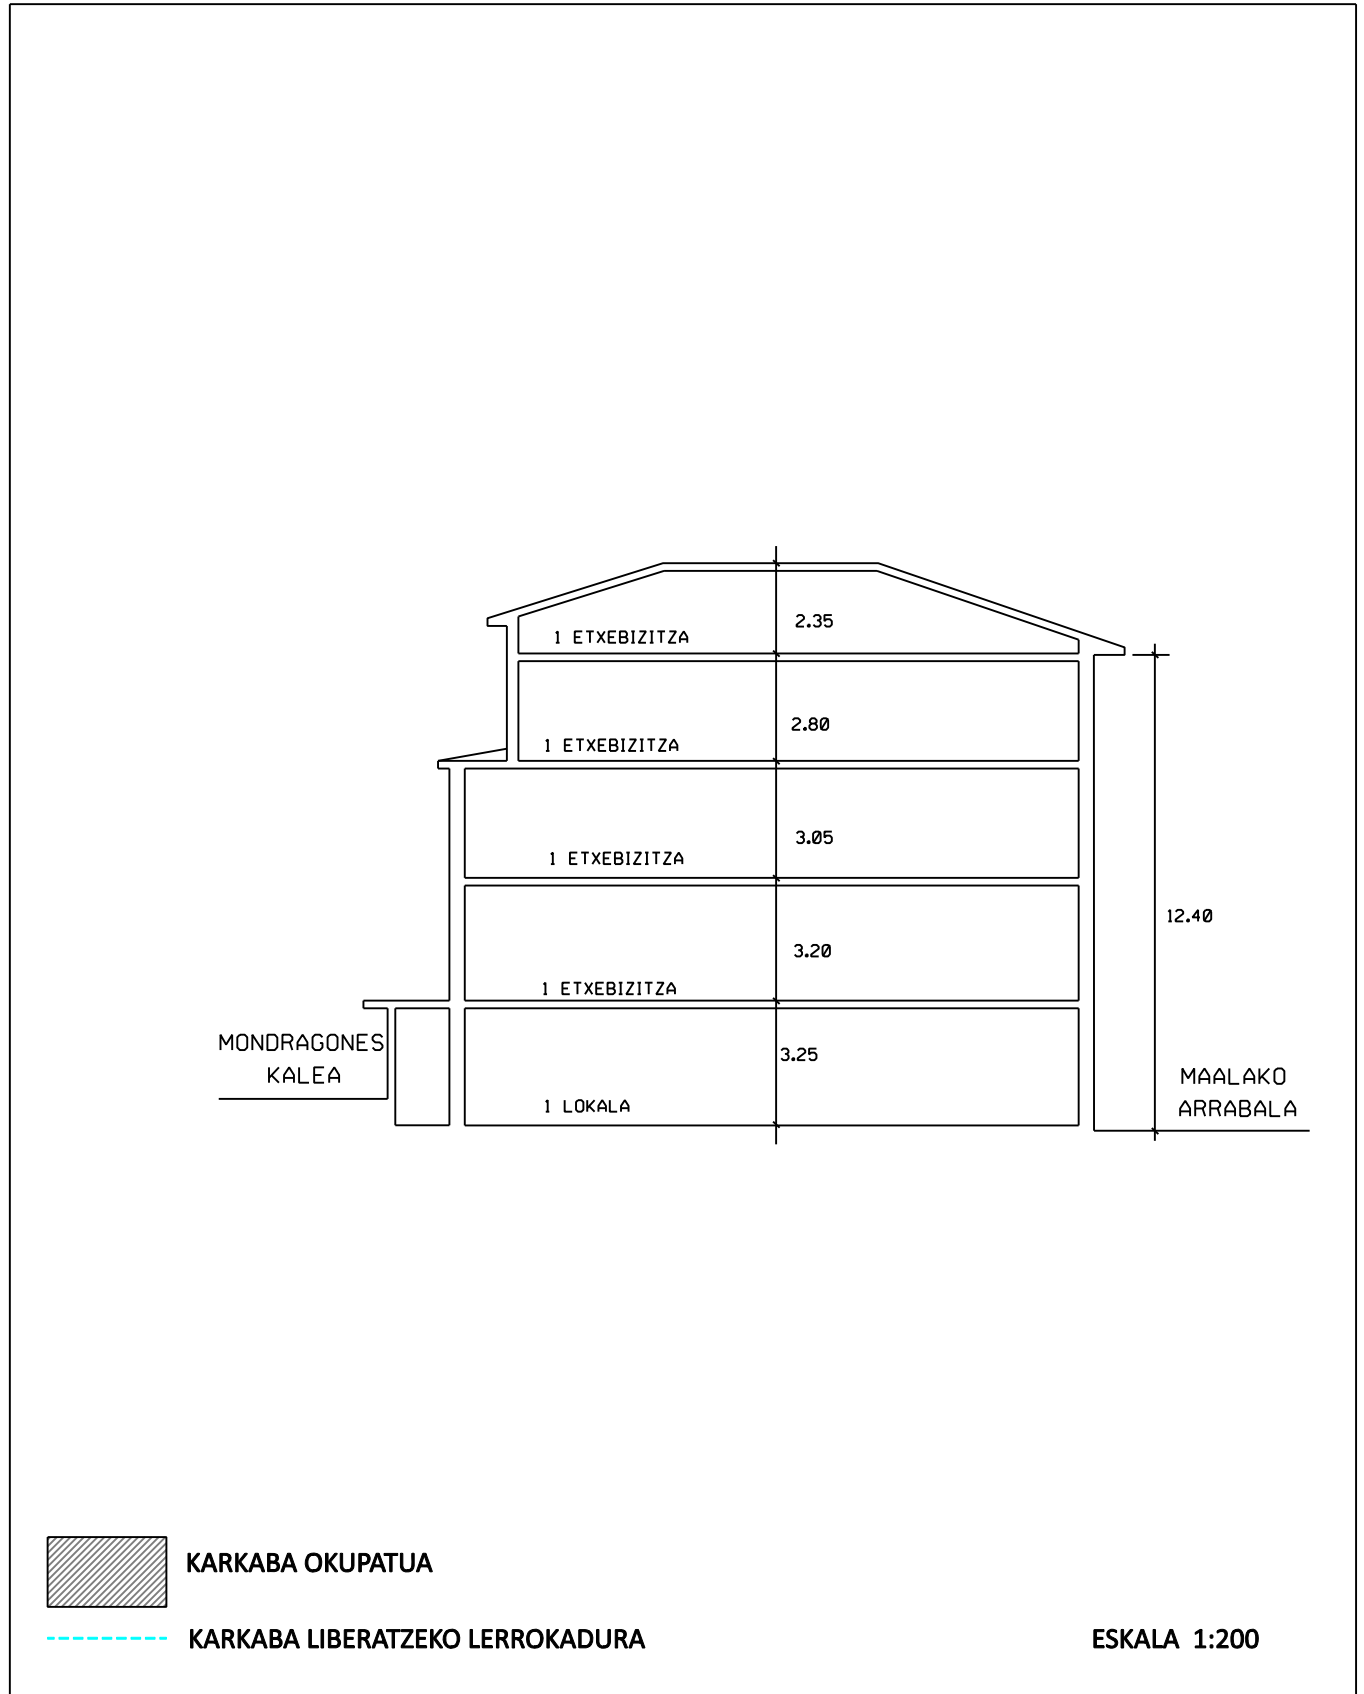 2.35
1 ETXEBIZITZA
2.80
1 ETXEBIZITZA
3.05
1 ETXEBIZITZA
12.40
3.20
1 ETXEBIZITZA
MONDRAGONES
KALEA
3.25
1 LOKALA
MAALAKO
ARRABALA
KARKABA OKUPATUA
KARKABA LIBERATZEKO LERROKADURA
ESKALA 1:200